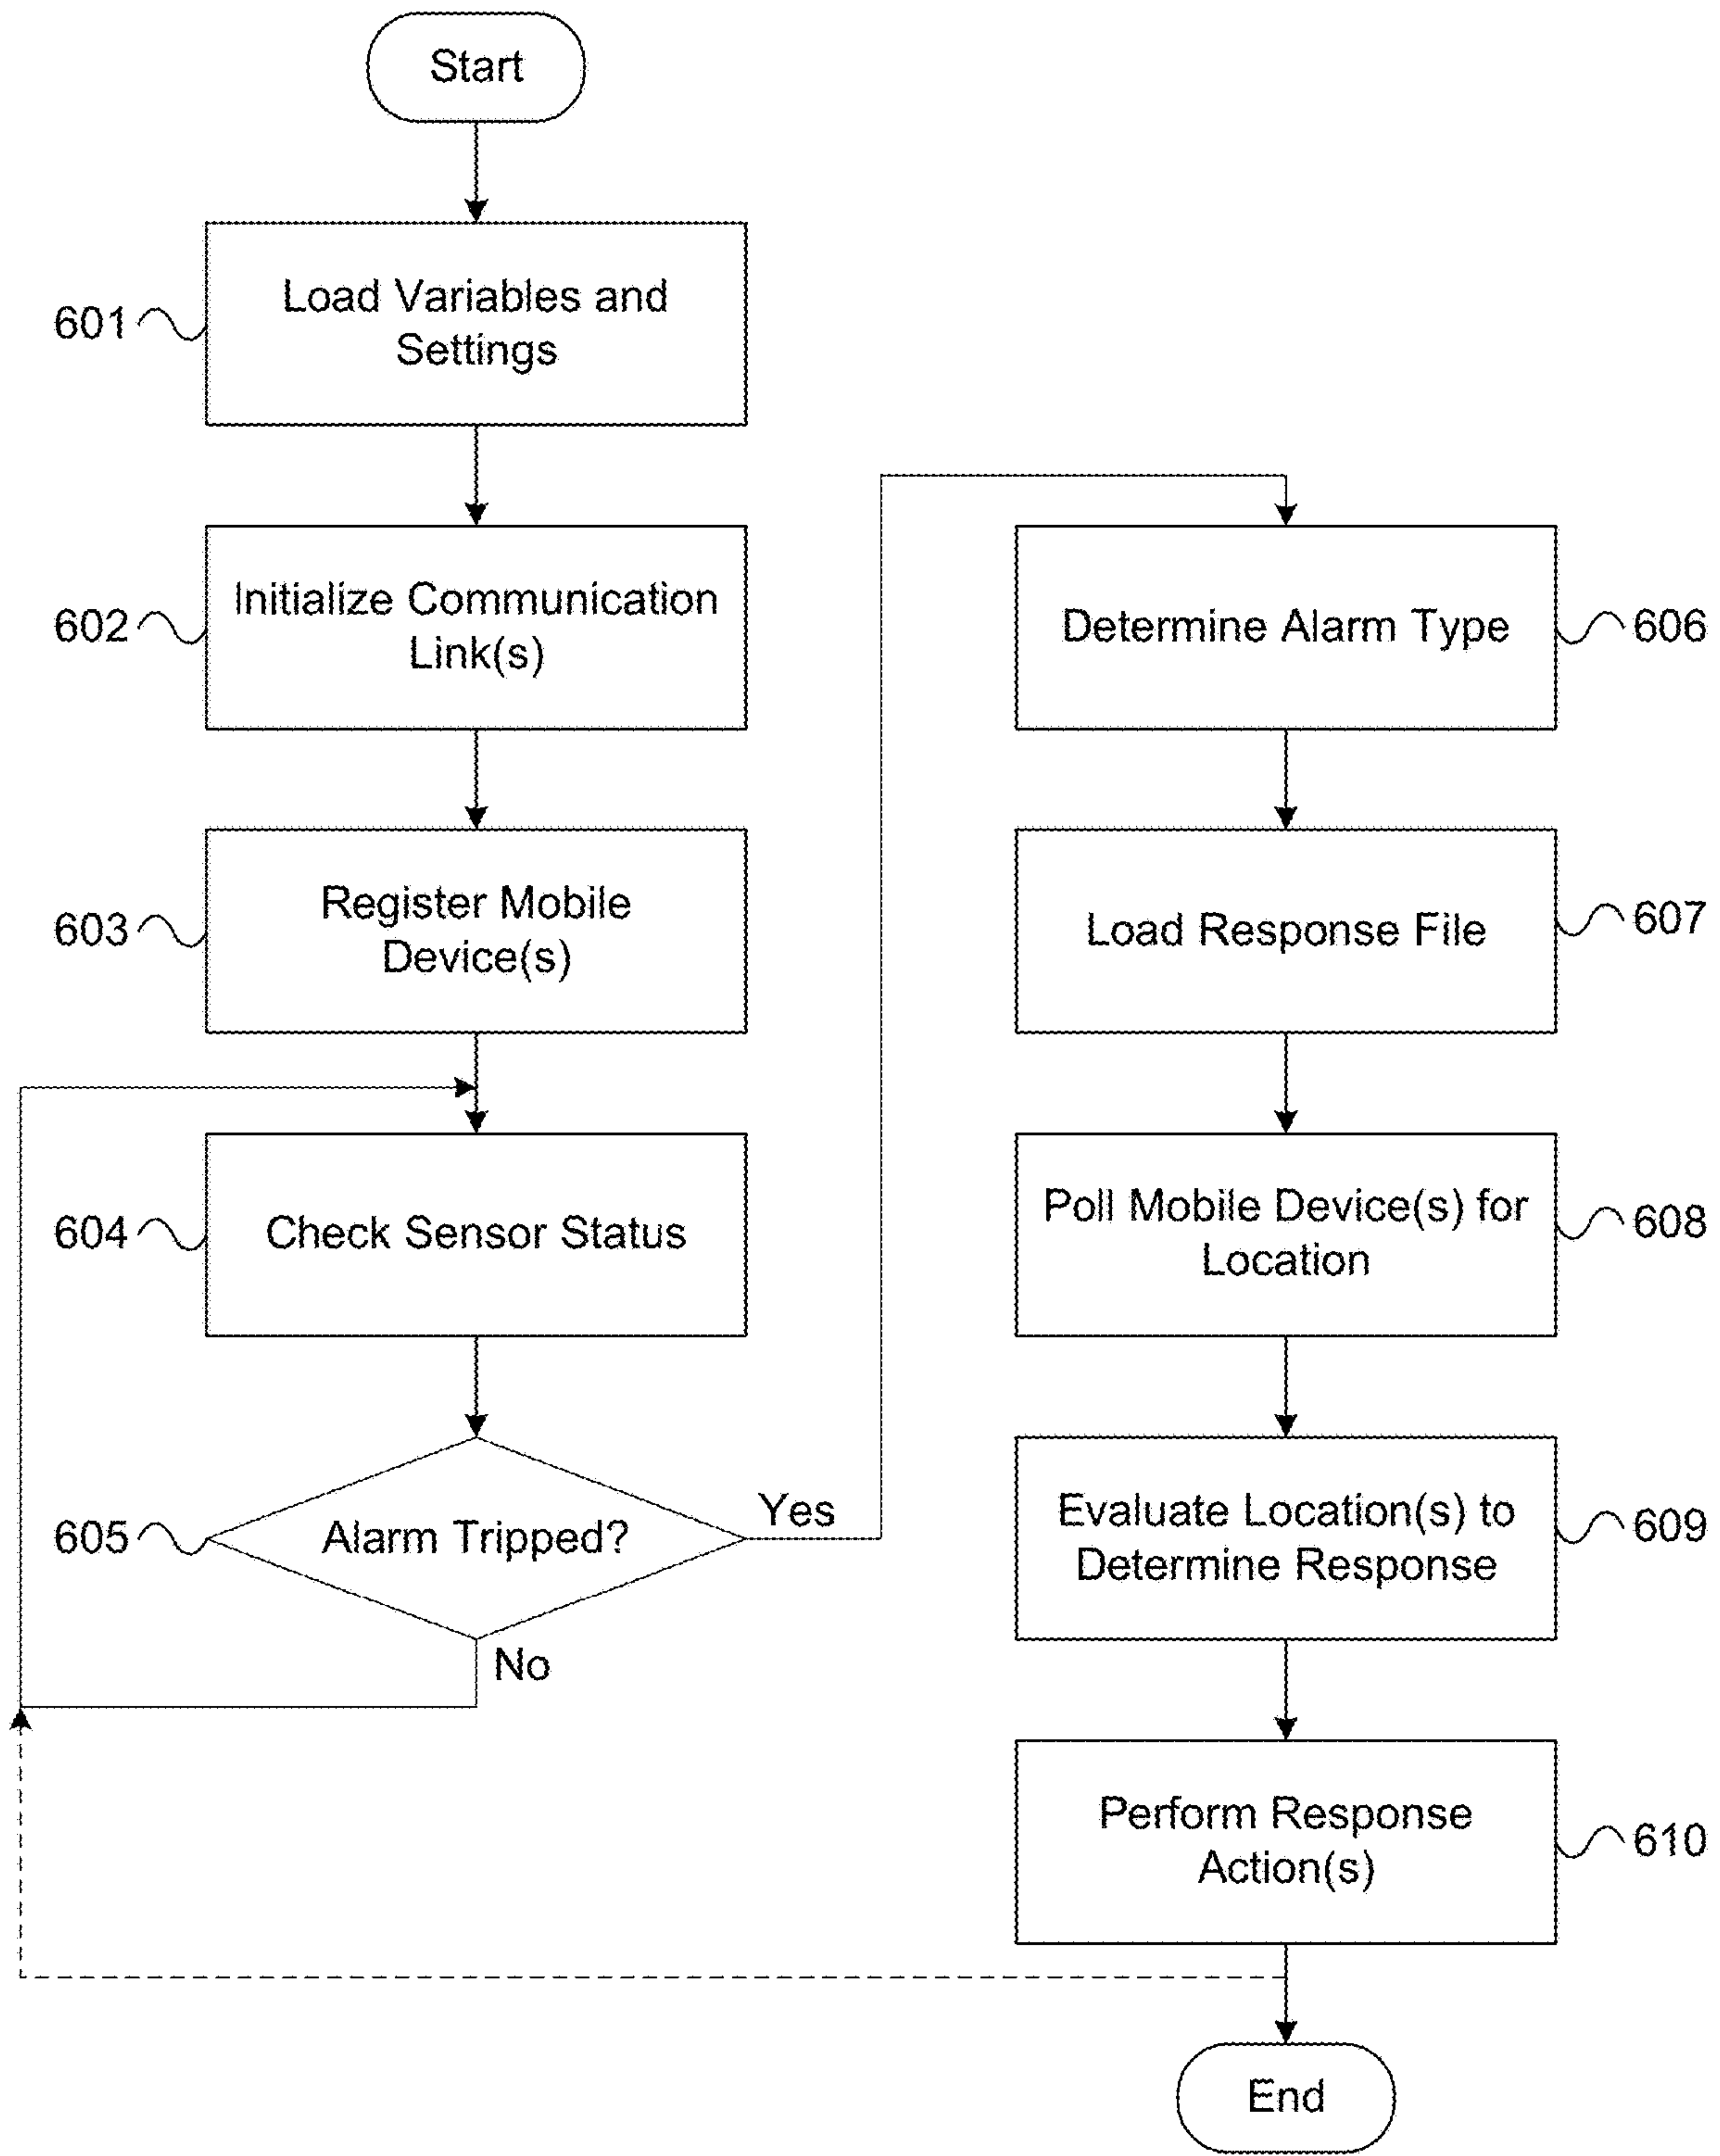 Start
601
Load Variables and
Settings
602
Initialize Communication
Link(s)
603
Register Mobile
Device(s)
604
Check Sensor Status
605
Alarm Tripped?
Yes
No
Determine Alarm Type
606
Load Response File
607
Poll Mobile Device(s) for
Location
608
Evaluate Location(s) to
Determine Response
609
Perform Response
Action(s)
610
End